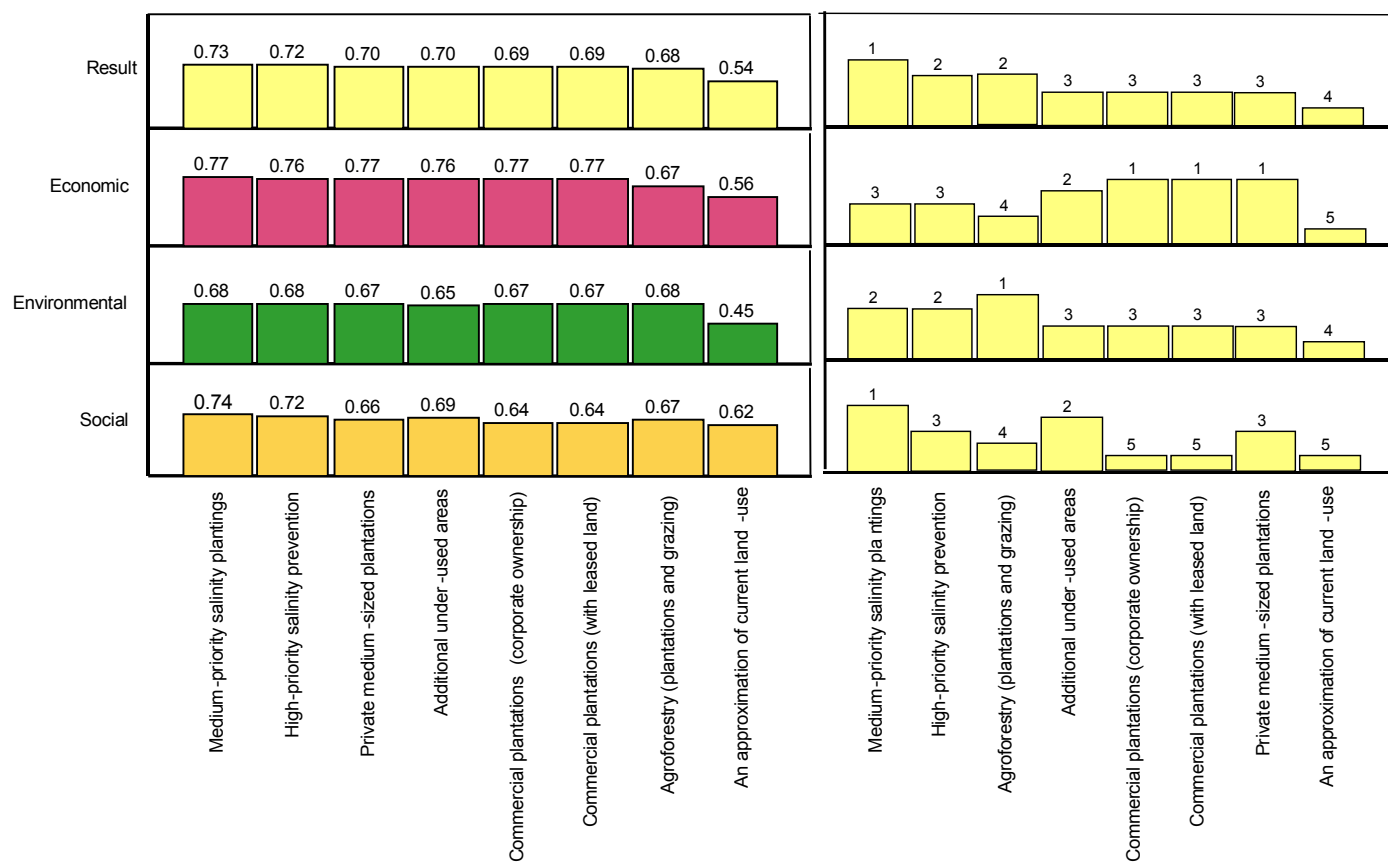 Result
0.73 0.72 0.70 0.70 0.69 0.69 0.68 0.54
1 2 2 3 3 3 3 4
Economic
0.77 0.76 0.77 0.76 0.77 0.77 0.67 0.56
3 3 4 2 1 1 1 5
Environmental
0.68 0.68 0.67 0.65 0.67 0.67 0.68 0.45
2 2 1 3 3 3 3 4
Social
0.74 0.72 0.66 0.69 0.64 0.64 0.67 0.62
1 3 4 2 5 5 3 5
Medium-priority salinity plantings
High-priority salinity prevention
Private medium -sized plantations
Additional under -used areas
Commercial plantations (corporate ownership)
Commercial plantations (with leased land)
Agroforestry (plantations and grazing)
An approximation of current land -use
Medium-priority salinity pla ntings
High-priority salinity prevention
Agroforestry (plantations and grazing)
Additional under -used areas
Commercial plantations (corporate ownership)
Commercial plantations (with leased land)
Private medium -sized plantations
An approximation of current land -use